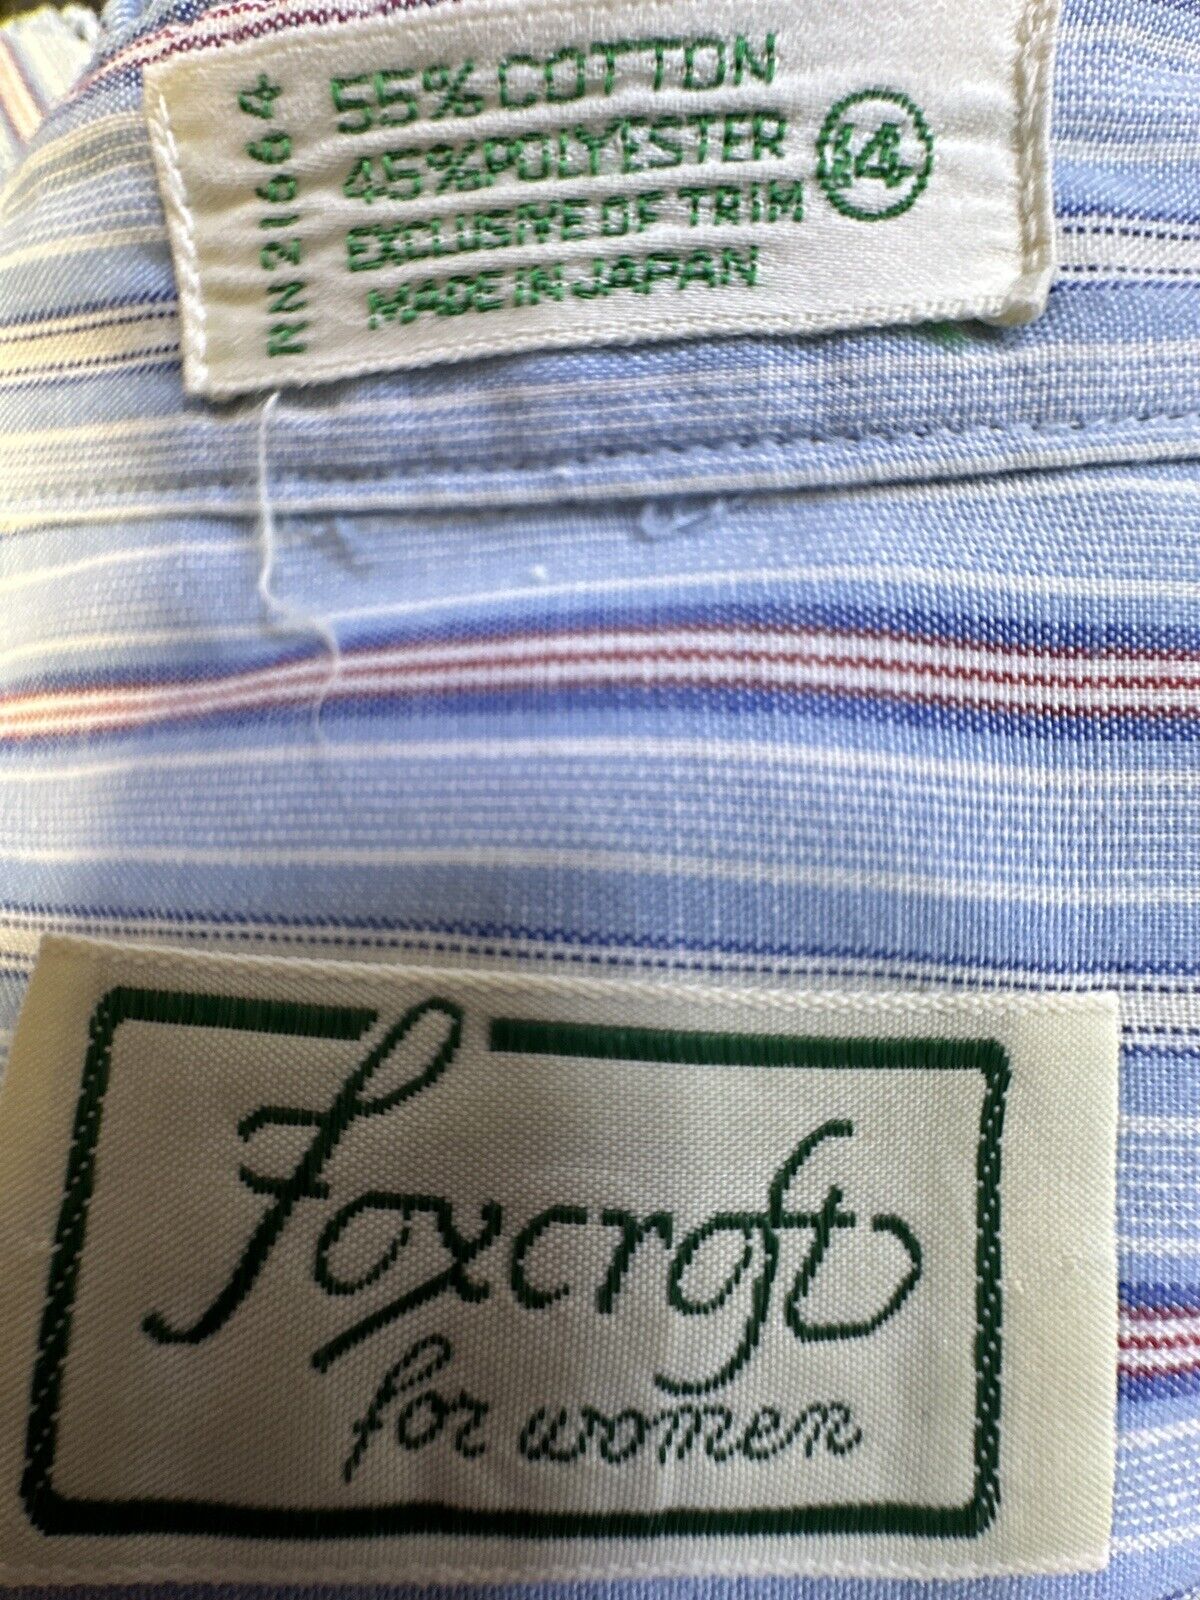 RN21664
55% COTTON
45% POLYESTER
EXCLUSIVE OF TRIM
MADE IN JAPAN
14
Foxcroft
for women